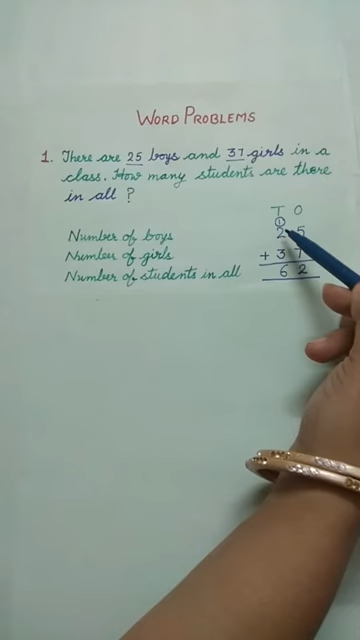 WORD PROBLEMS
1. There are 25 boys and 37 girls in a
class. How many students are there
in all ?
T O
1
Number of boys 2 5
Number of girls + 3 7
Number of students in all 6 2